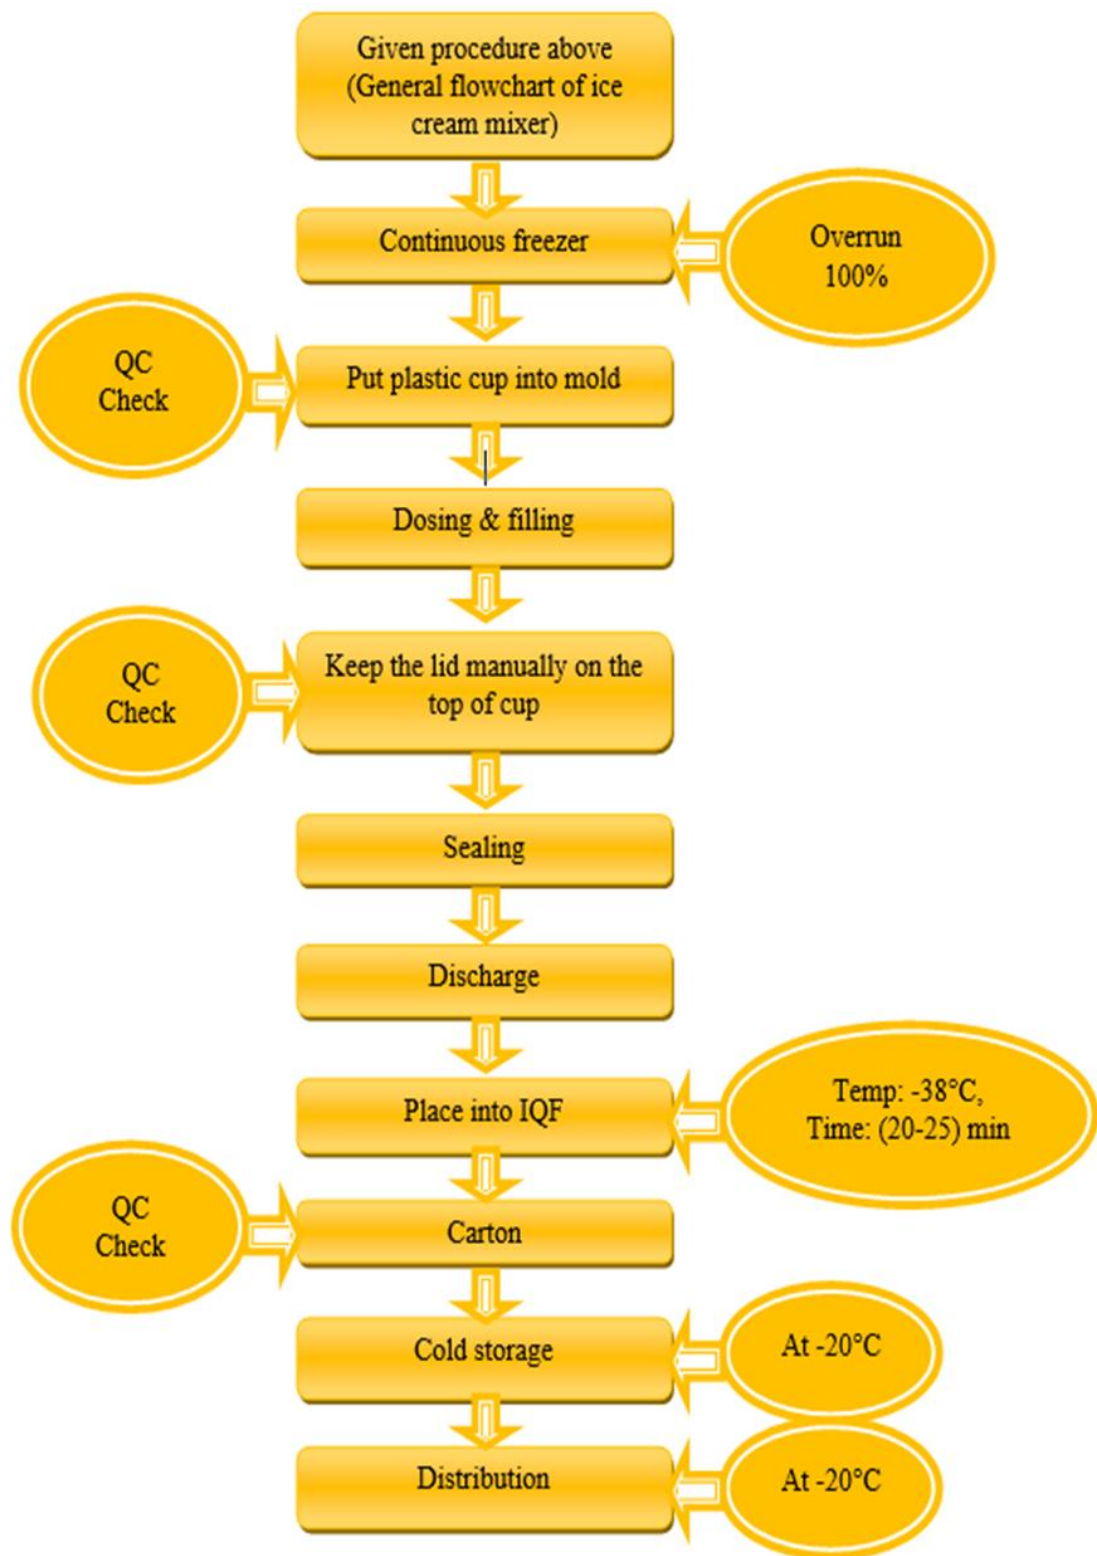 Given procedure above
(General flowchart of ice
cream mixer)
Continuous freezer
Overrun
100%
QC
Check
Put plastic cup into mold
Dosing & filling
QC
Check
Keep the lid manually on the
top of cup
Sealing
Discharge
Place into IQF
Temp: -38°C,
Time: (20-25) min
QC
Check
Carton
Cold storage
At -20°C
Distribution
At -20°C